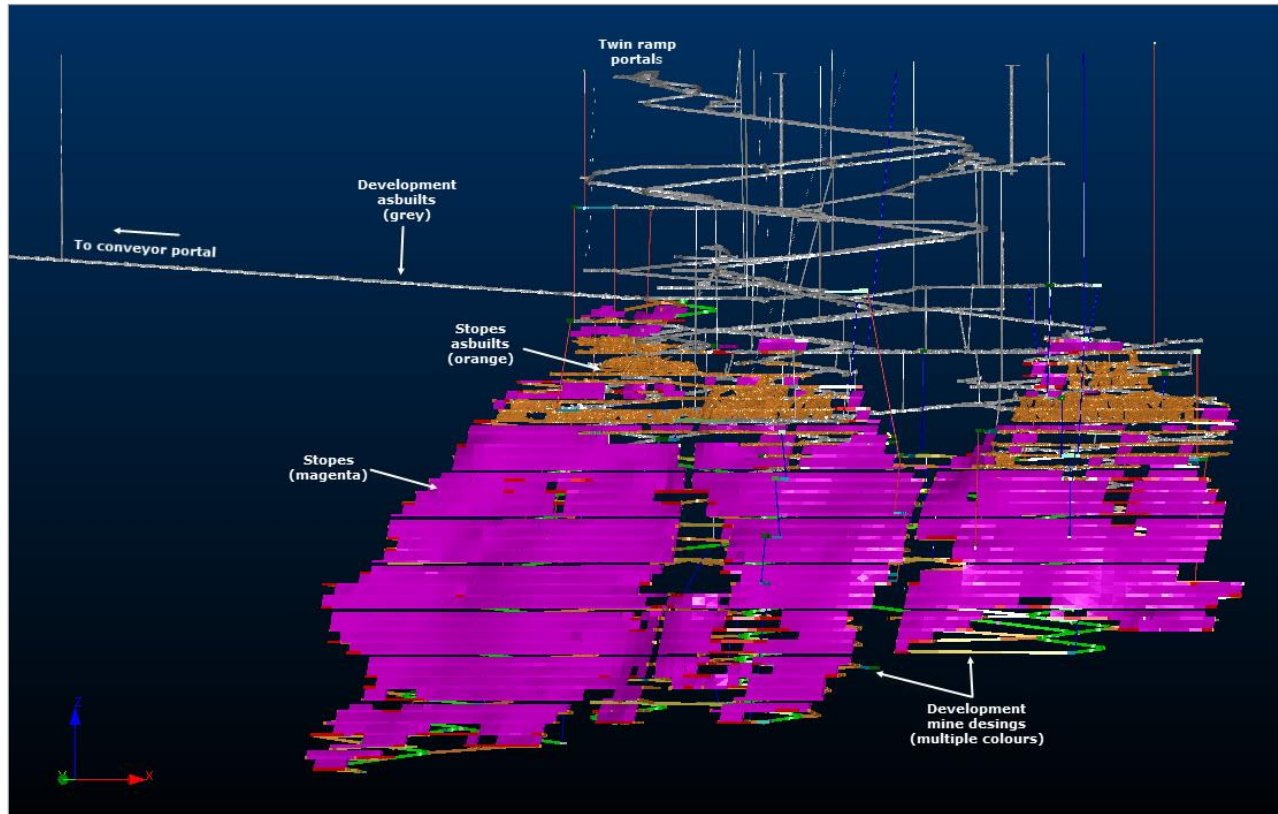 Twin ramp
portals
Development
asbuilts
(grey)
To conveyor portal
Stopes
asbuilts
(orange)
Stopes
(magenta)
Development
mine desings
(multiple colours)
Z
Y
X